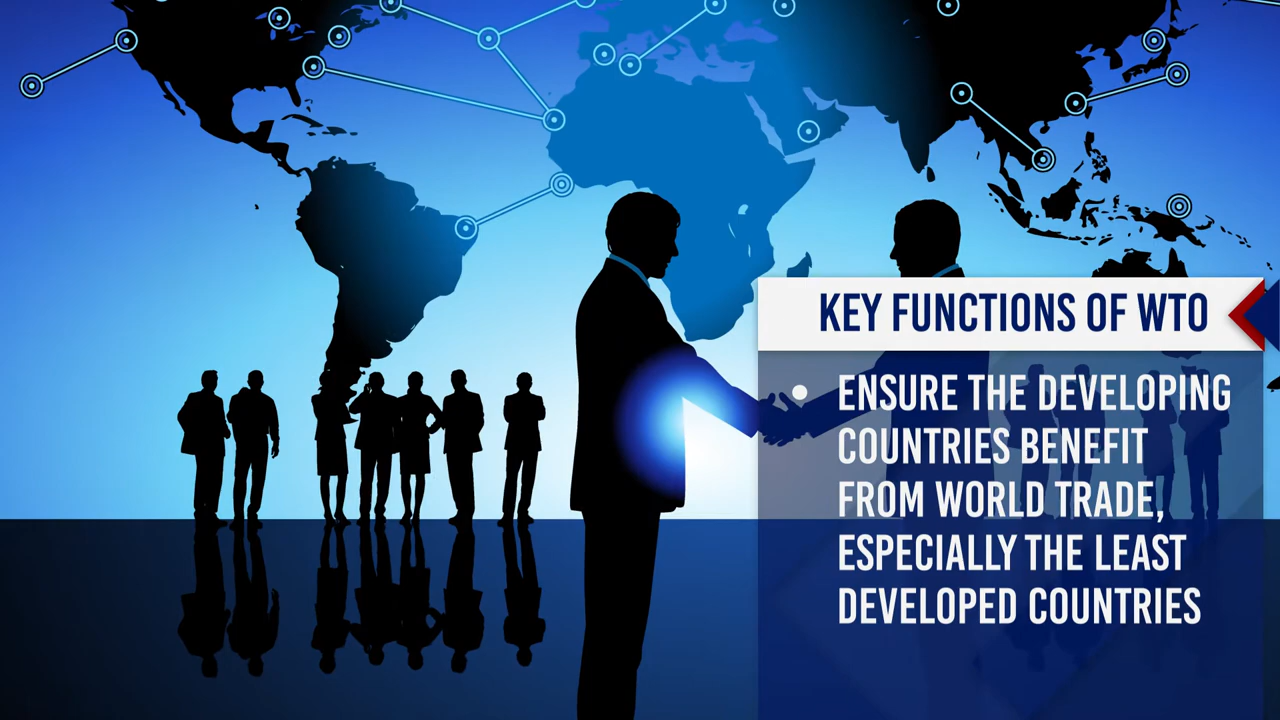 KEY FUNCTIONS OF WTO
ENSURE THE DEVELOPING
COUNTRIES BENEFIT
FROM WORLD TRADE,
ESPECIALLY THE LEAST
DEVELOPED COUNTRIES